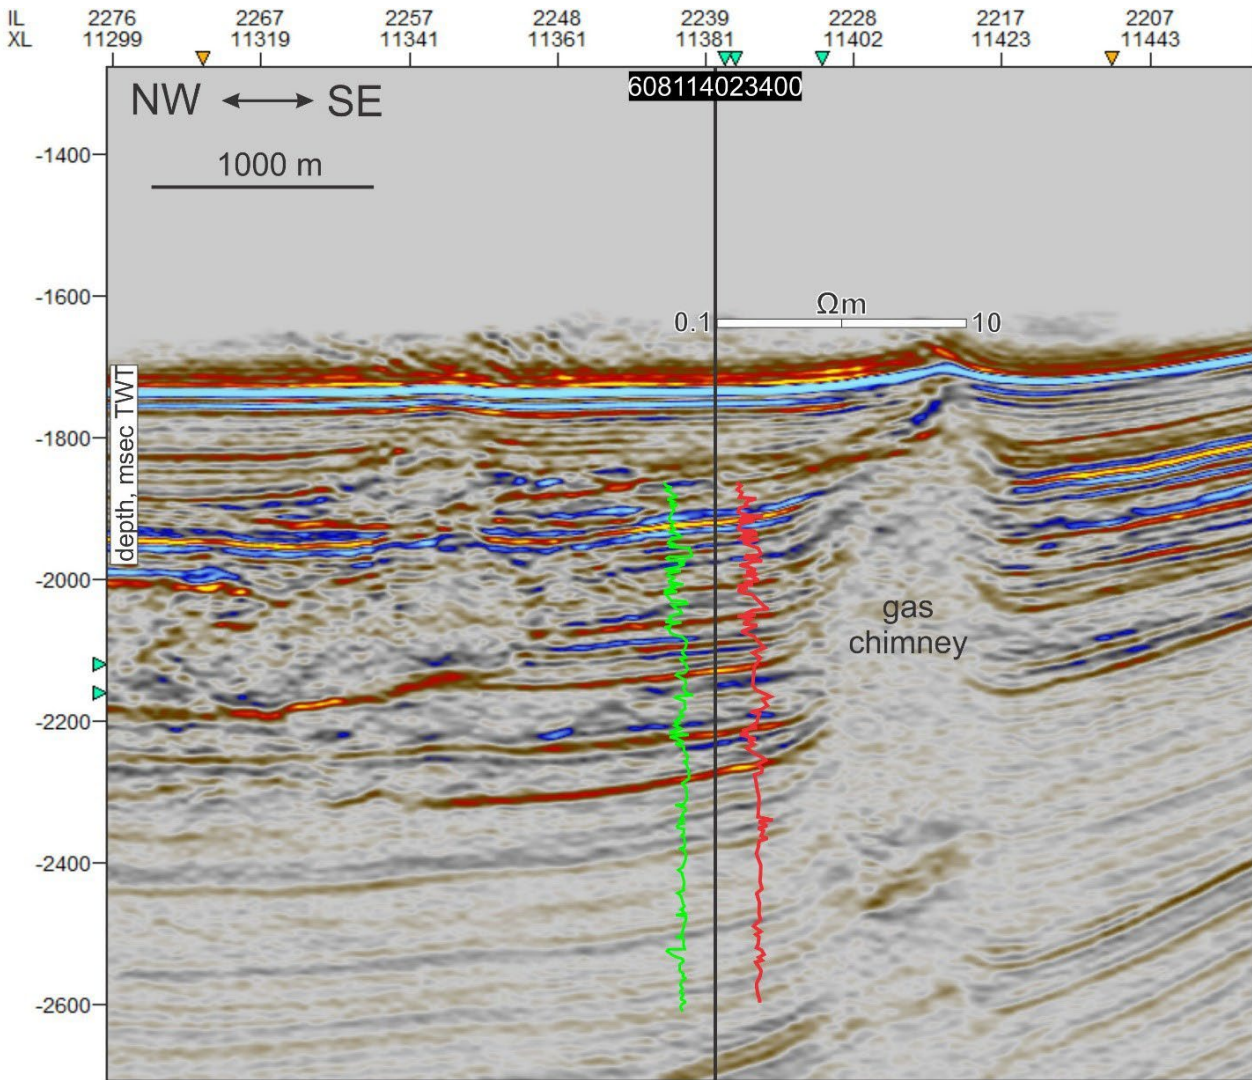 IL 2276 2267 2257 2248 2239 2228 2217 2207
XL 11299 11319 11341 11361 11381 11402 11423 11443
608114023400
NW SE
1000 m
-1400
-1600
0.1 Ωm 10
depth, msec TWT
-1800
-2000
gas
chimney
-2200
-2400
-2600